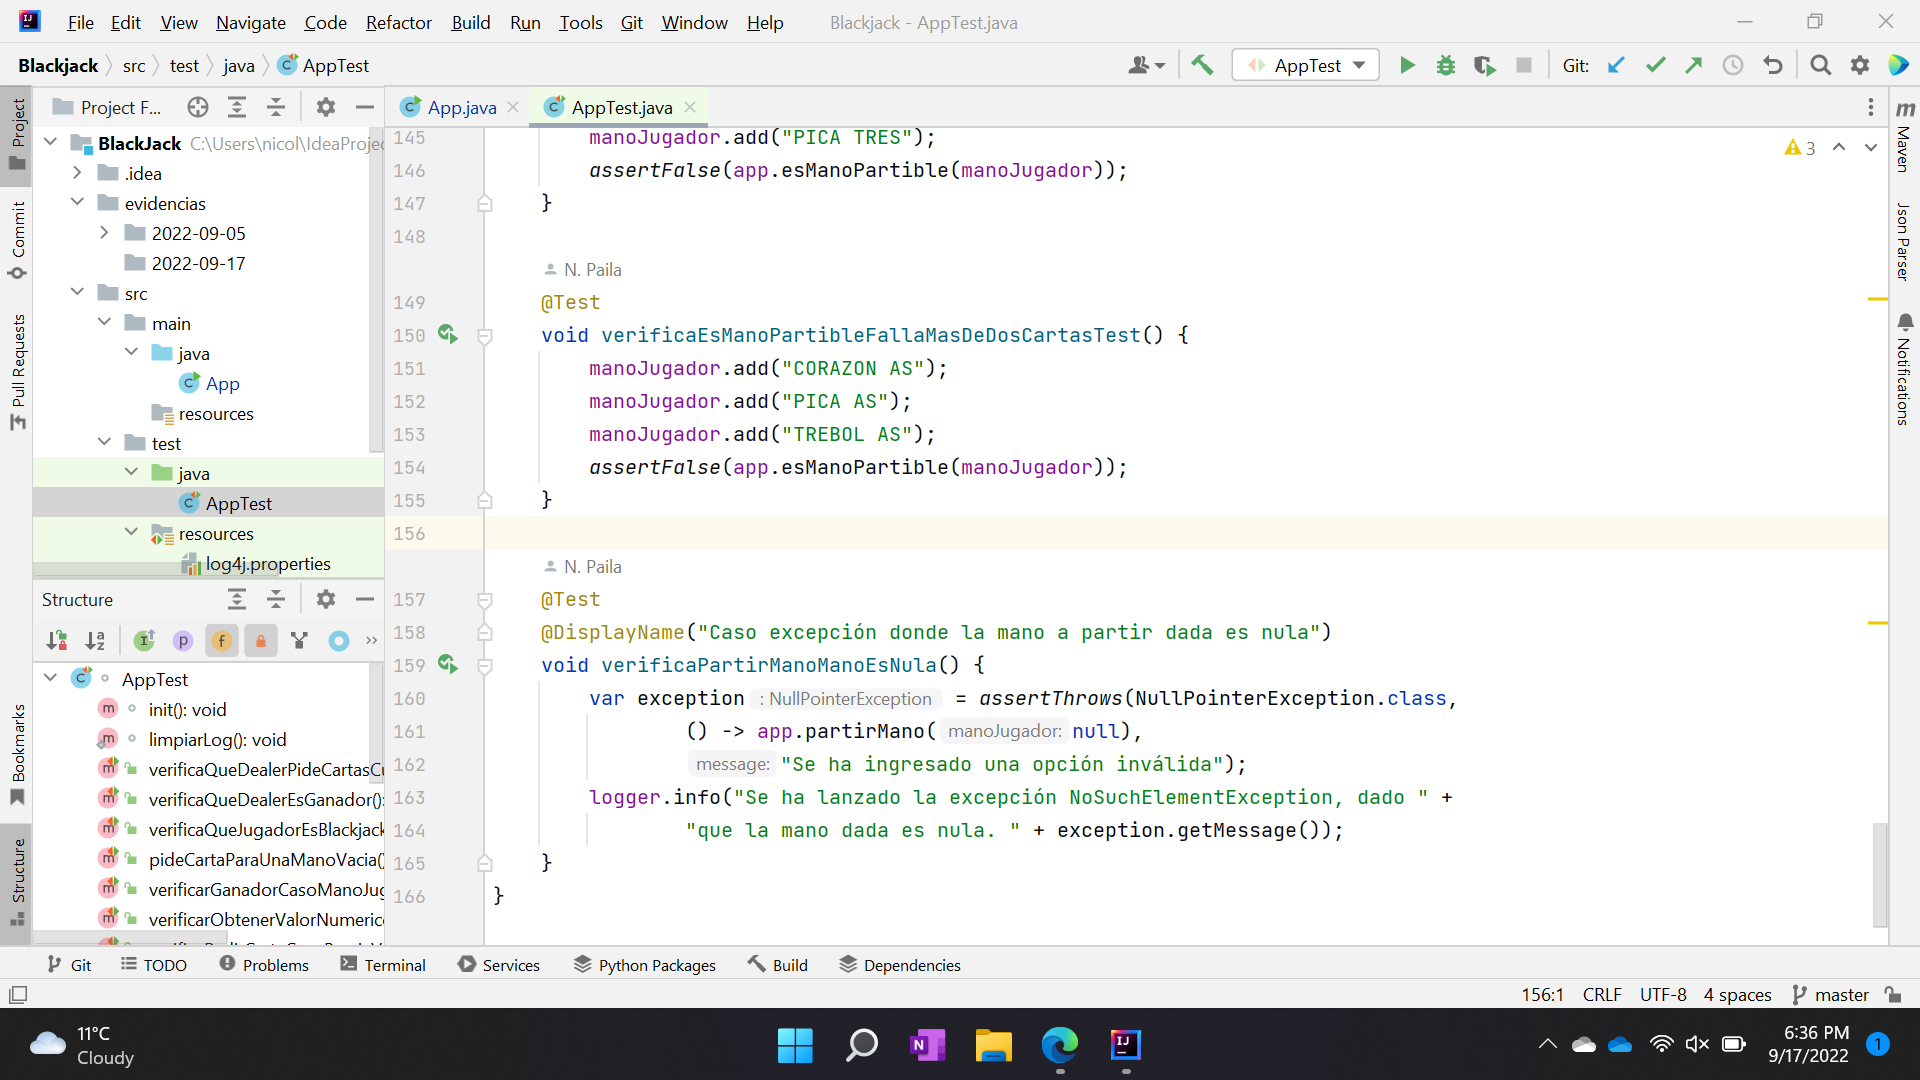 File Edit View Navigate Code Refactor Build Run Tools Git Window Help Blackjack - AppTest.java
Blackjack src test java AppTest
AppTest Git:
Project F...
App.java AppTest.java
BlackJack C:\Users\nicol\IdeaProje
.idea
evidencias
2022-09-05
2022-09-17
src
main
java
App
resources
test
java
AppTest
resources
log4j.properties
Structure
AppTest
init(): void
limpiarLog(): void
verificaQueDealerPideCartasCu
verificaQueDealerEsGanador():
verificaQueJugadorEsBlackjack
pideCartaParaUnaManoVacia()
verificarGanadorCasoManoJug
verificarObtenerValorNumerico
145 manoJugador.add("PICA TRES");
146 assertFalse(app.esManoPartible(manoJugador));
147 }
148
N. Paila
149 @Test
150 void verificaEsManoPartibleFallaMasDeDosCartasTest() {
151 manoJugador.add("CORAZON AS");
152 manoJugador.add("PICA AS");
153 manoJugador.add("TREBOL AS");
154 assertFalse(app.esManoPartible(manoJugador));
155 }
156
N. Paila
157 @Test
158 @DisplayName("Caso excepción donde la mano a partir dada es nula")
159 void verificaPartirManoManoEsNula() {
160 var exception : NullPointerException = assertThrows(NullPointerException.class,
161 () -> app.partirMano( manoJugador: null),
162 message: "Se ha ingresado una opción inválida");
163 logger.info("Se ha lanzado la excepción NoSuchElementException, dado " +
164 "que la mano dada es nula. " + exception.getMessage());
165 }
166 }
3
Project
Commit
Pull Requests
Bookmarks
Structure
m Maven
Json Parser
Notifications
Git TODO Problems Terminal Services Python Packages Build Dependencies
156:1 CRLF UTF-8 4 spaces master
11°C
Cloudy
6:36 PM
9/17/2022
1